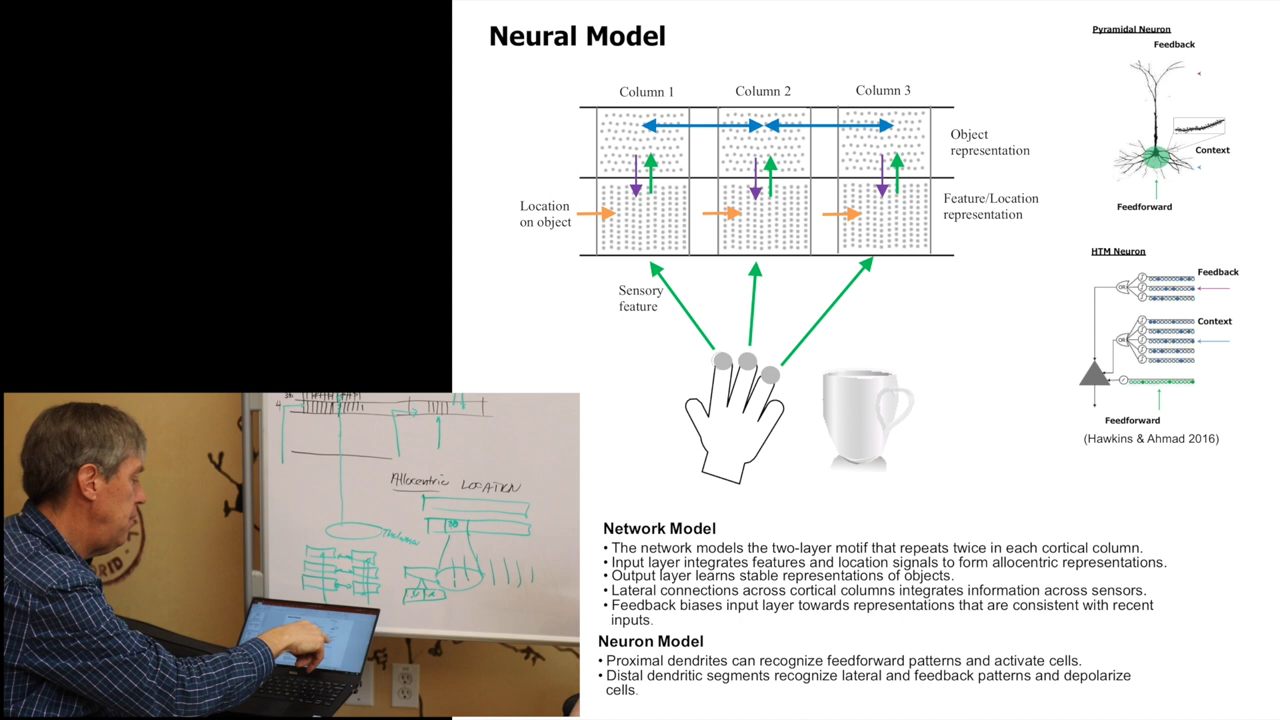 Neural Model
Pyramidal Neuron
Feedback
Context
Feedforward
Column 1
Column 2
Column 3
Object
representation
Location
on object
Feature/Location
representation
Sensory
feature
HTM Neuron
Feedback
OR
Context
OR
Feedforward
(Hawkins & Ahmad 2016)
Allocentric LOCATION
Network Model
• The network models the two-layer motif that repeats twice in each cortical column.
• Input layer integrates features and location signals to form allocentric representations.
• Output layer learns stable representations of objects.
• Lateral connections across cortical columns integrates information across sensors.
• Feedback biases input layer towards representations that are consistent with recent
inputs.
Neuron Model
• Proximal dendrites can recognize feedforward patterns and activate cells.
• Distal dendritic segments recognize lateral and feedback patterns and depolarize
cells.